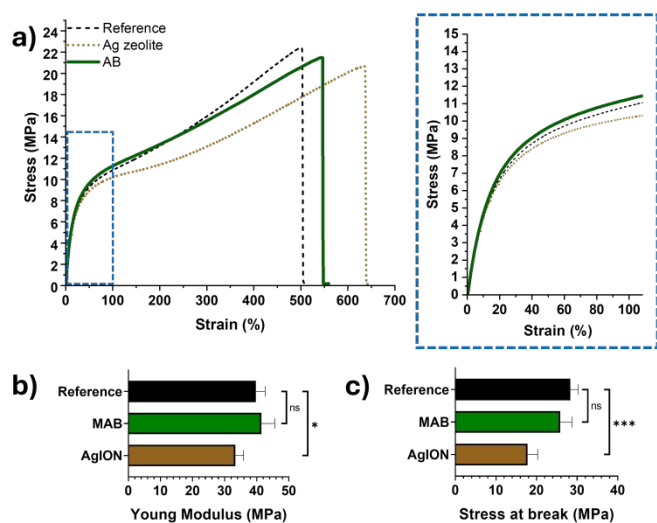 a)
Reference
Ag zeolite
AB
Stress (MPa)
24
22
20
18
16
14
12
10
8
6
4
2
0
0 100 200 300 400 500 600 700
Strain (%)
Stress (MPa)
15
14
13
12
11
10
9
8
7
6
5
4
3
2
1
0
0 20 40 60 80 100
Strain (%)
b)
Reference
MAB
AgION
ns
*
0 10 20 30 40 50
Young Modulus (MPa)
c)
Reference
MAB
AgION
ns
***
0 10 20 30 40
Stress at break (MPa)